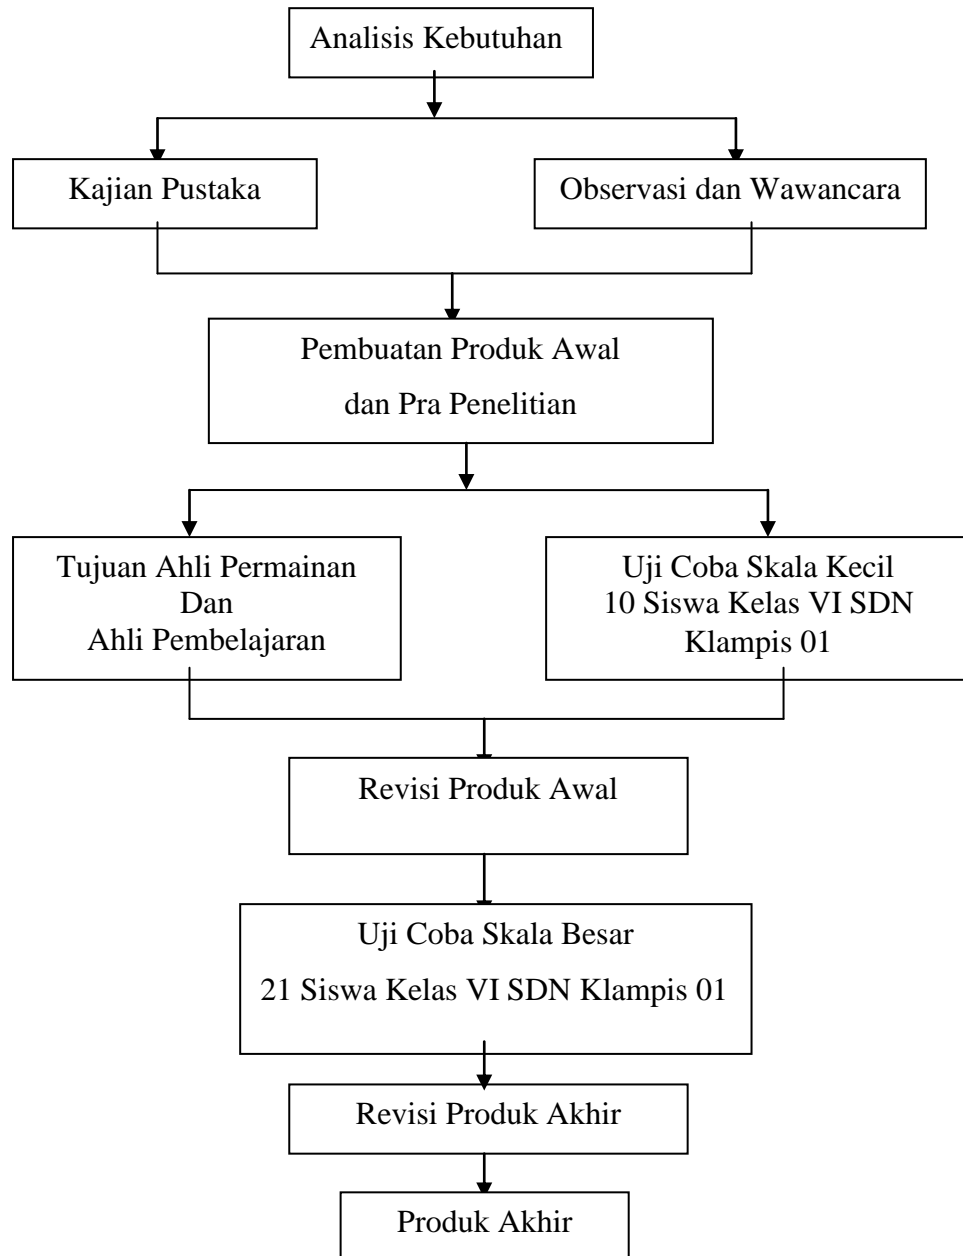 Analisis Kebutuhan
Kajian Pustaka
Observasi dan Wawancara
Pembuatan Produk Awal
dan Pra Penelitian
Tujuan Ahli Permainan
Dan
Ahli Pembelajaran
Uji Coba Skala Kecil
10 Siswa Kelas VI SDN
Klampis 01
Revisi Produk Awal
Uji Coba Skala Besar
21 Siswa Kelas VI SDN Klampis 01
Revisi Produk Akhir
Produk Akhir